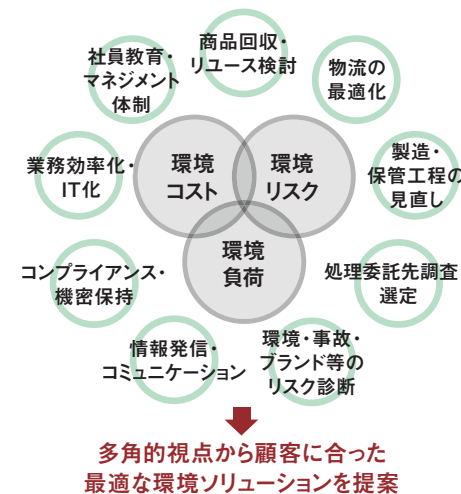 商品回収・
リユース検討
物流の
最適化
製造・
保管工程の
見直し
処理委託先調査
選定
環境・事故・
ブランド等の
リスク診断
情報発信・
コミュニケーション
コンプライアンス・
機密保持
業務効率化・
IT化
社員教育・
マネジメント
体制
環境
コスト
環境
リスク
環境
負荷
多角的視点から顧客に合った
最適な環境ソリューションを提案